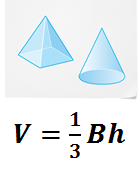 V = 1/3 Bh